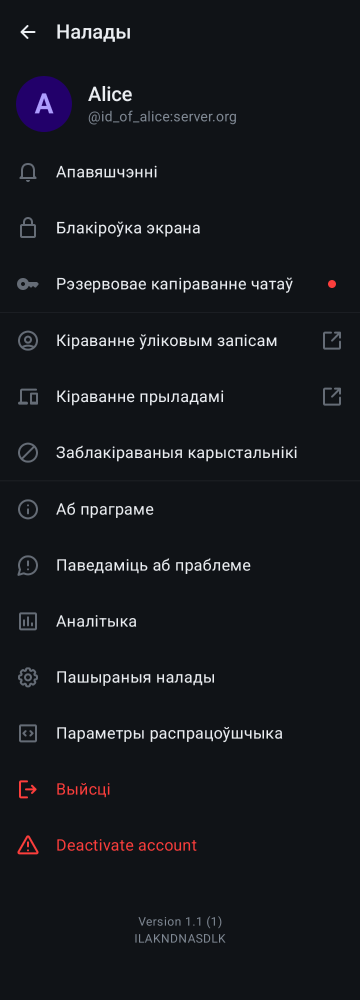 Налады
A
Alice
@id_of_alice:server.org
Апавяшчэнні
Блакіроўка экрана
Рэзервовае капіраванне чатаў
Кіраванне ўліковым запісам
Кіраванне прыладамі
Заблакіраваныя карыстальнікі
Аб праграме
Паведаміць аб праблеме
Аналітыка
Пашыраныя налады
Параметры распрацоўшчыка
Выйсці
Deactivate account
Version 1.1 (1)
ILAKNDNASDLK